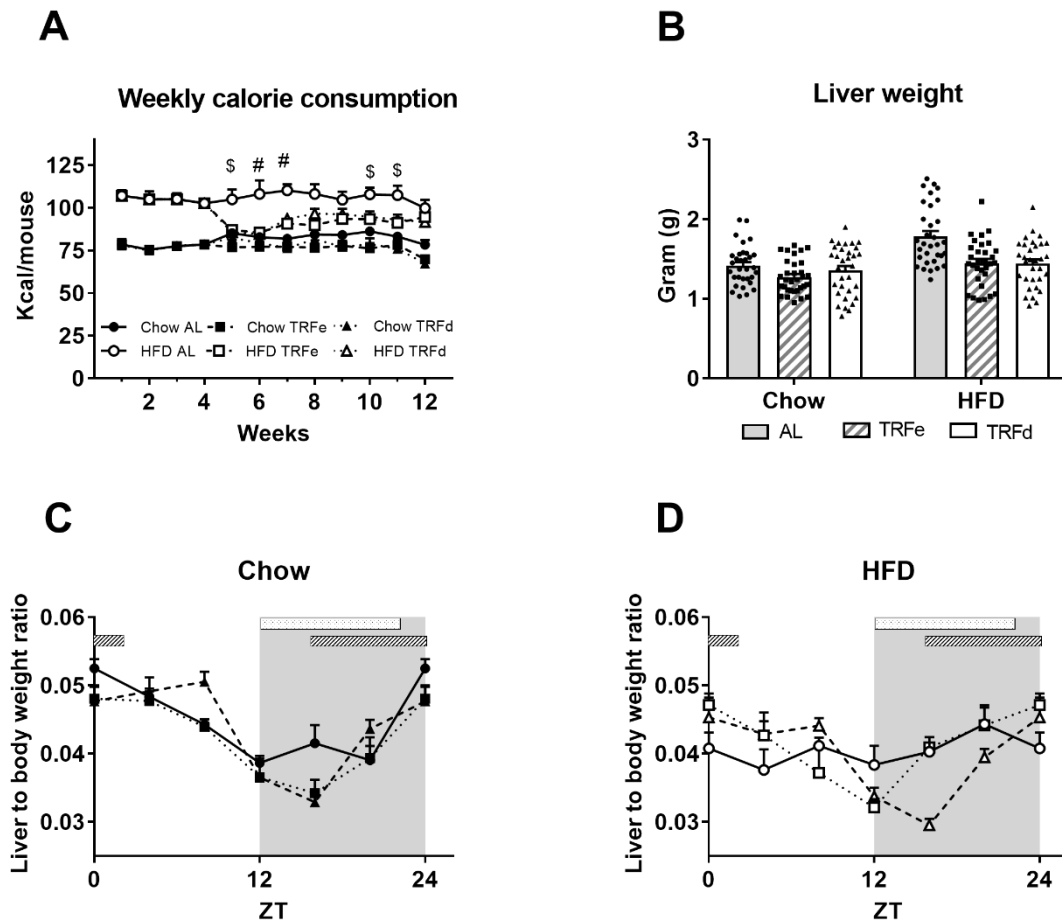 A
Weekly calorie consumption
Kcal/mouse
125
100
75
50
25
0
$ # # $ $
Chow AL Chow TRFe Chow TRFd
HFD AL HFD TRFe HFD TRFd
2 4 6 8 10 12
Weeks
B
Liver weight
Gram (g)
3
2
1
0
Chow HFD
AL TRFe TRFd
C
Chow
Liver to body weight ratio
0.06
0.05
0.04
0.03
0 12 24
ZT
D
HFD
Liver to body weight ratio
0.06
0.05
0.04
0.03
0 12 24
ZT